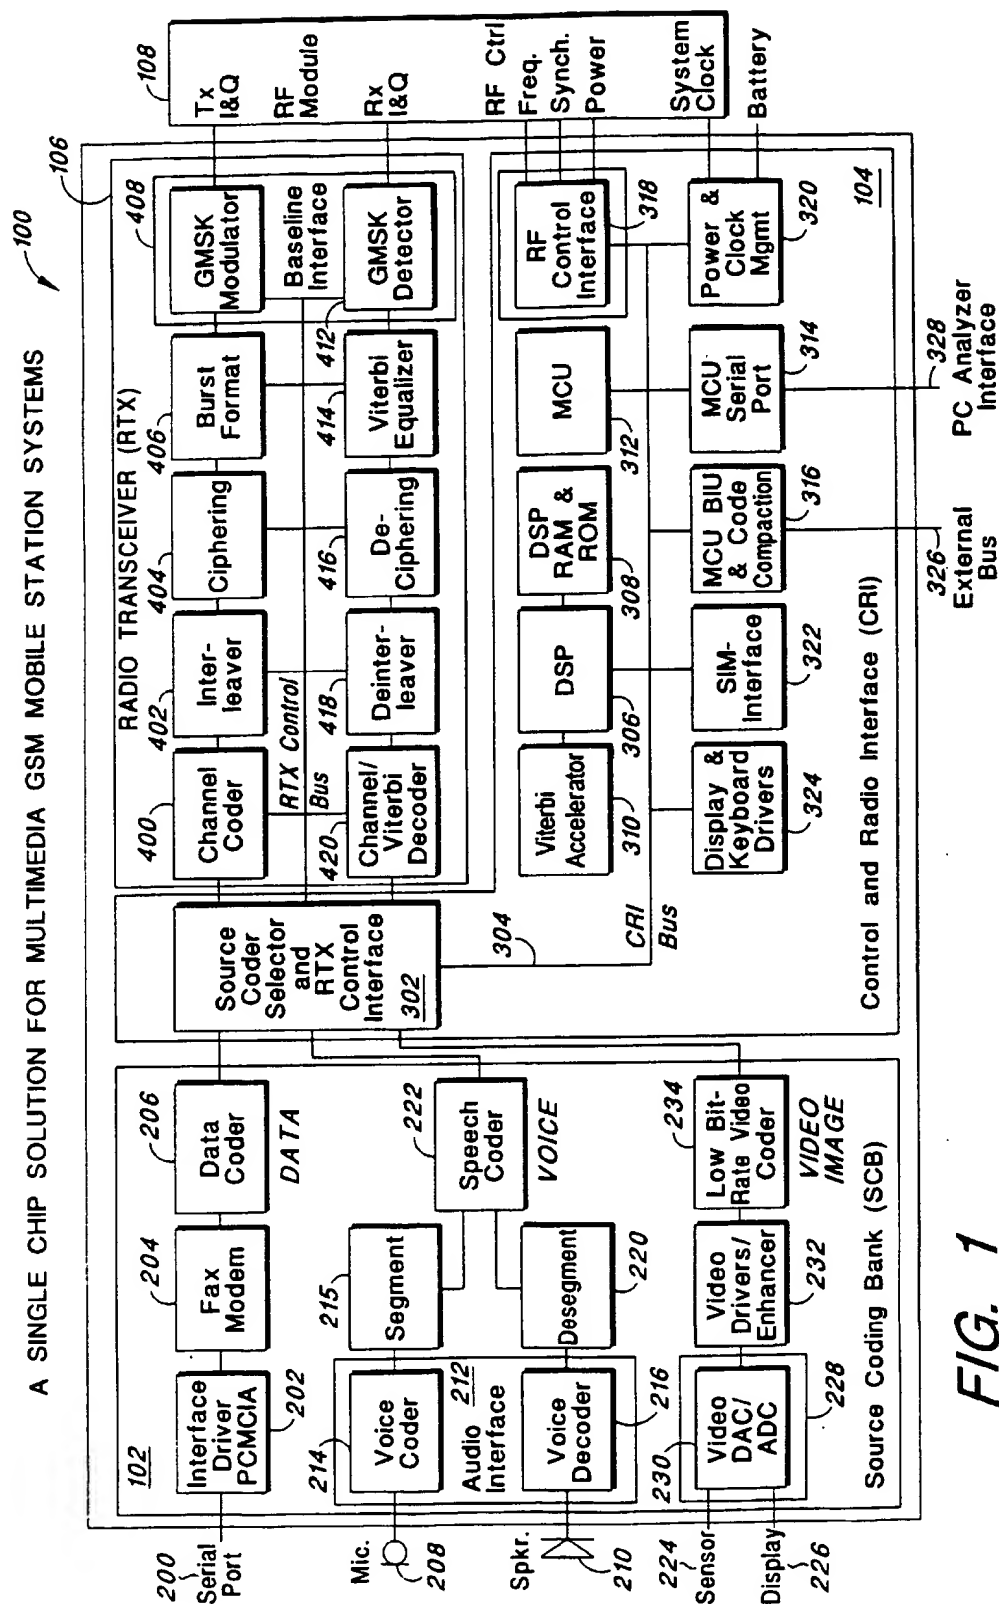 A SINGLE CHIP SOLUTION FOR MULTIMEDIA GSM MOBILE STATION SYSTEMS
100
106
108
RADIO TRANSCEIVER (RTX)
400
Channel
Coder
402
Inter-
leaver
404
Ciphering
406
Burst
Format
408
GMSK
Modulator
Baseline
Interface
412
GMSK
Detector
414
Viterbi
Equalizer
416
De-
Ciphering
418
Deinter-
leaver
420
Channel/
Viterbi
Decoder
RTX Control
Bus
Tx
I&Q
RF
Module
Rx
I&Q
RF Ctrl
Freq.
Synch.
Power
System
Clock
Battery
102
200
Serial
Port
Interface
Driver
PCMCIA
202
204
Fax
Modem
206
Data
Coder
DATA
Source
Coder
Selector
and
RTX
Control
Interface
302
Mic.
208
214
Voice
Coder
Audio
Interface
212
215
Segment
222
Speech
Coder
VOICE
Spkr.
210
Voice
Decoder
216
Desegment
220
224
Sensor
Display
226
230
Video
DAC/
ADC
228
Video
Drivers/
Enhancer
232
234
Low Bit-
Rate Video
Coder
VIDEO
IMAGE
Source Coding Bank (SCB)
304
CRI
Bus
Viterbi
Accelerator
310
DSP
306
DSP
RAM &
ROM
308
MCU
312
RF
Control
Interface
318
Display &
Keyboard
Drivers
324
SIM-
Interface
322
MCU BIU
& Code
Compaction
316
MCU
Serial
Port
314
Power &
Clock
Mgmt
320
104
Control and Radio Interface (CRI)
326
External
Bus
328
PC Analyzer
Interface
FIG. 1